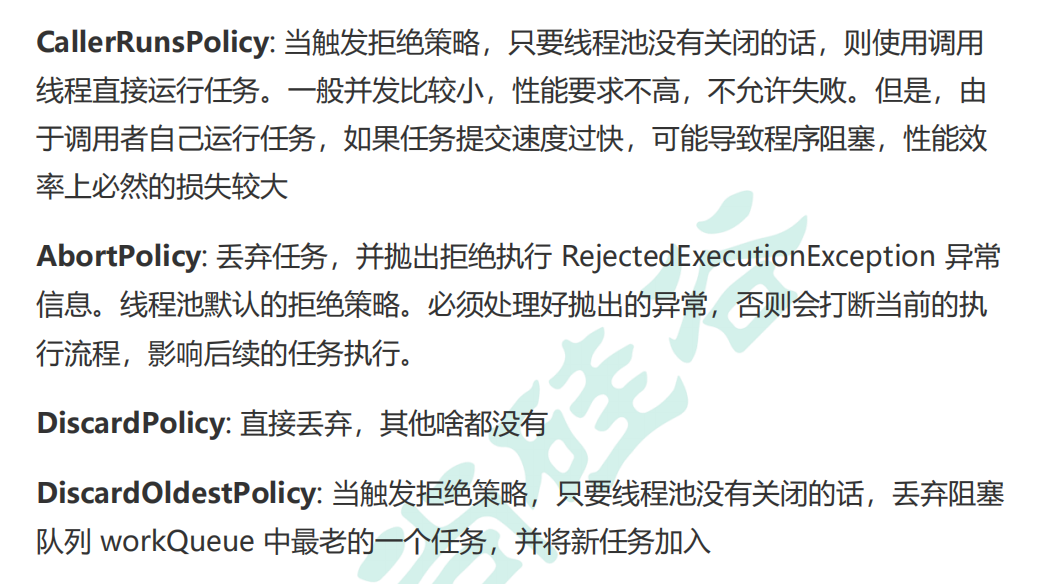 CallerRunsPolicy: 当触发拒绝策略，只要线程池没有关闭的话，则使用调用
线程直接运行任务。一般并发比较小，性能要求不高，不允许失败。但是，由
于调用者自己运行任务，如果任务提交速度过快，可能导致程序阻塞，性能效
率上必然的损失较大
AbortPolicy: 丢弃任务，并抛出拒绝执行 RejectedExecutionException 异常
信息。线程池默认的拒绝策略。必须处理好抛出的异常，否则会打断当前的执
行流程，影响后续的任务执行。
DiscardPolicy: 直接丢弃，其他啥都没有
DiscardOldestPolicy: 当触发拒绝策略，只要线程池没有关闭的话，丢弃阻塞
队列 workQueue 中最老的一个任务，并将新任务加入
尚硅谷